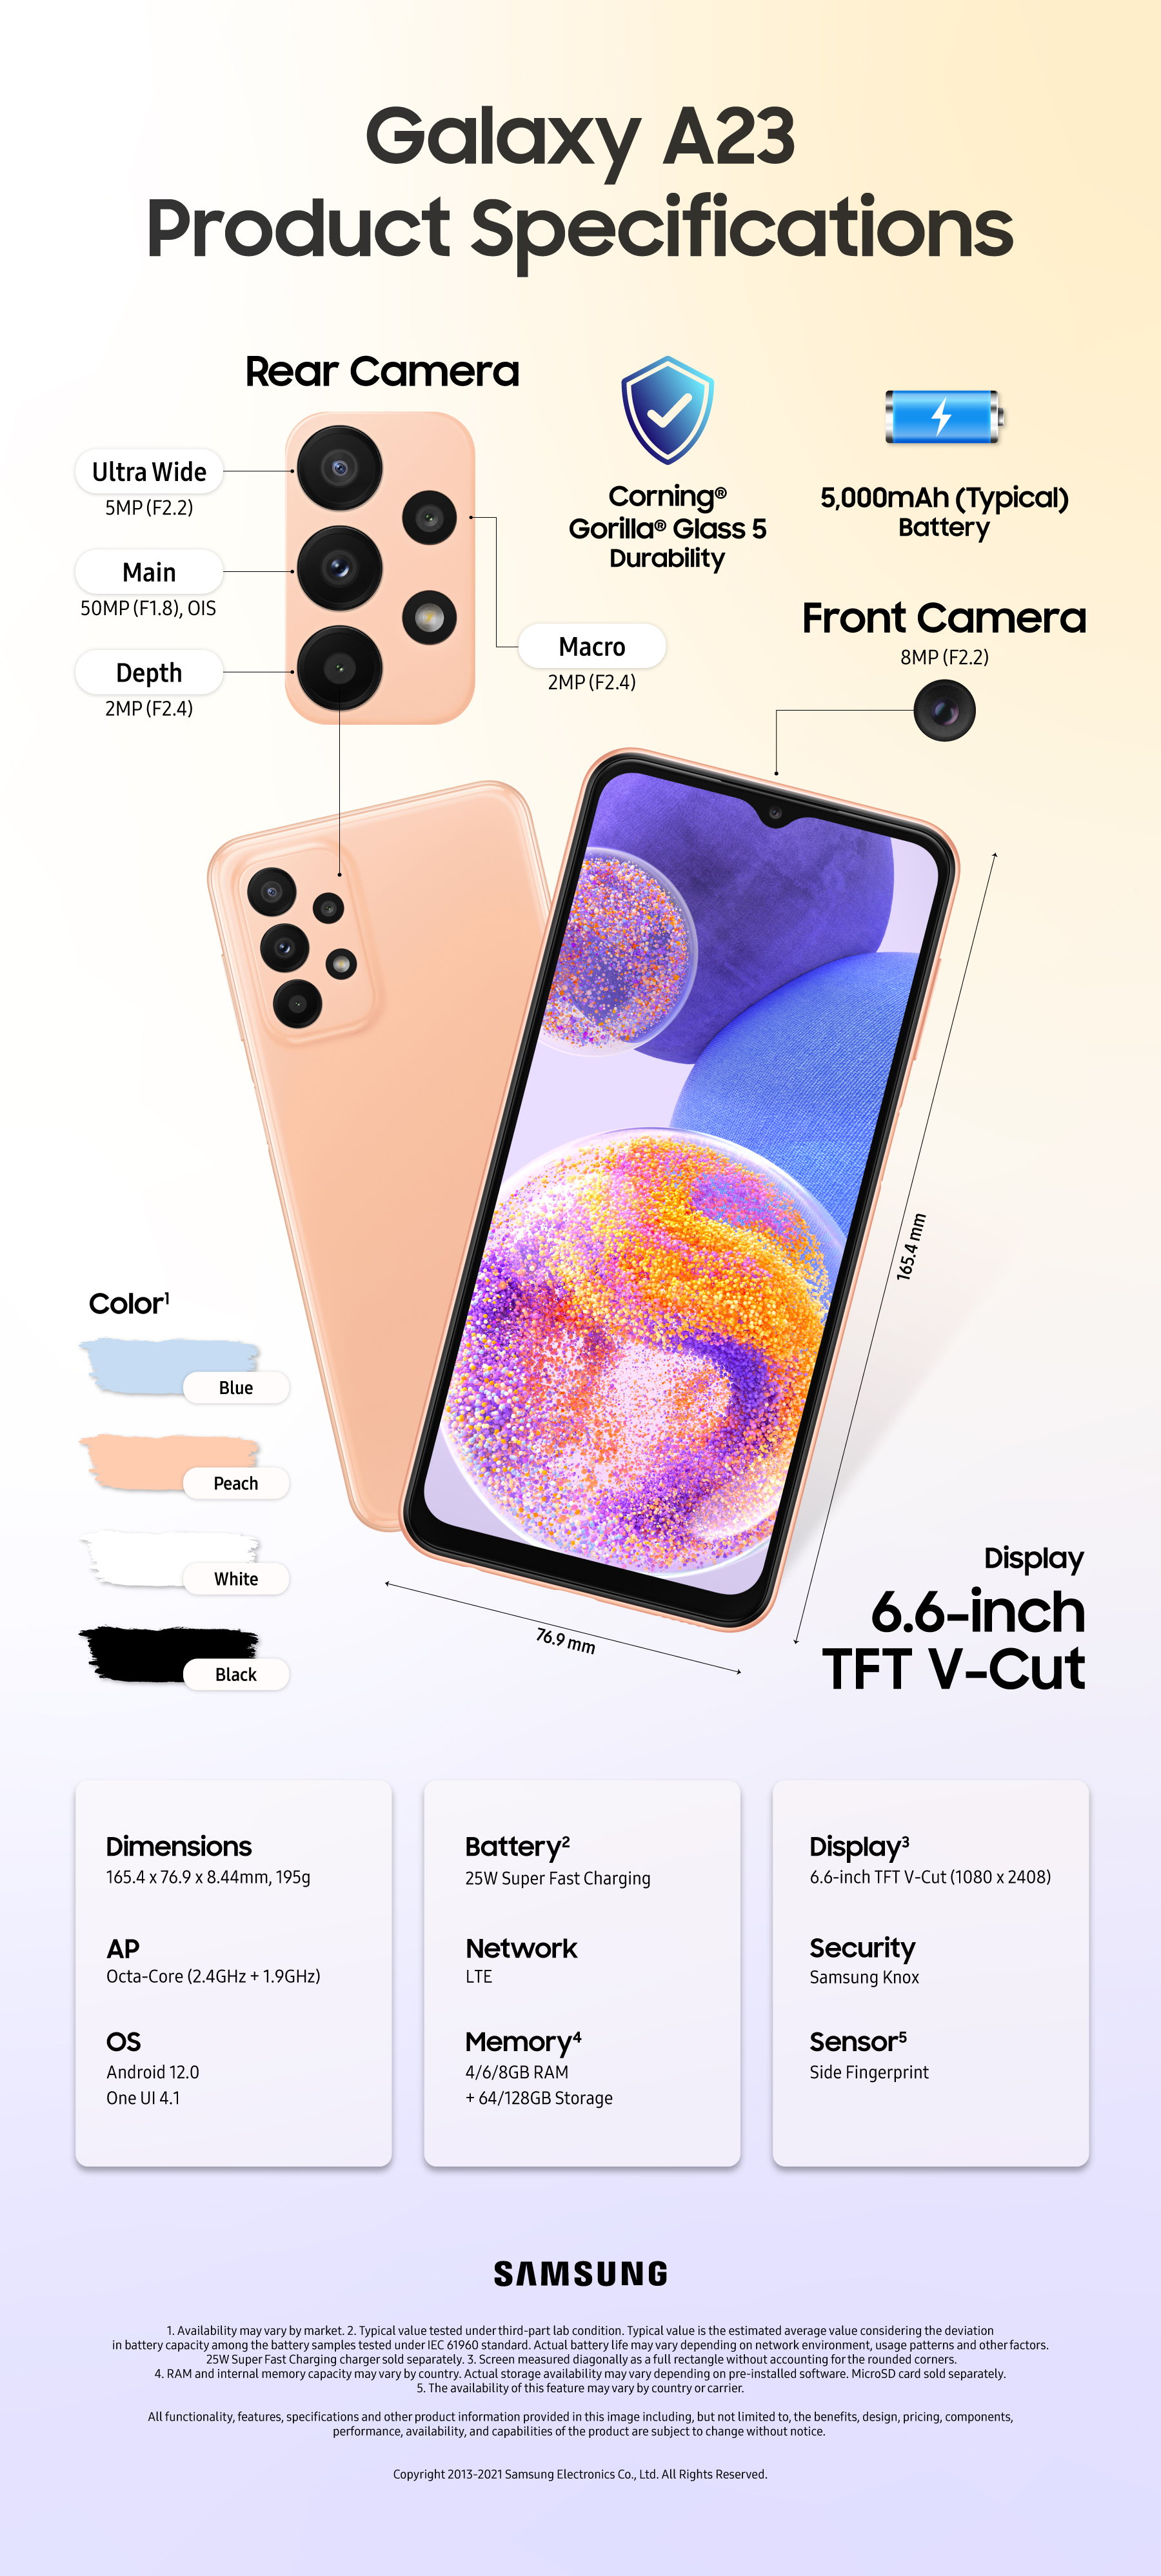 Galaxy A23
Product Specifications
Rear Camera
Ultra Wide
5MP (F2.2)
Main
50MP (F1.8), OIS
Depth
2MP (F2.4)
Macro
2MP (F2.4)
Corning®
Gorilla® Glass 5
Durability
5,000mAh (Typical)
Battery
Front Camera
8MP (F2.2)
165.4 mm
76.9 mm
Color¹
Blue
Peach
White
Black
Display
6.6-inch
TFT V-Cut
Dimensions
165.4 x 76.9 x 8.44mm, 195g
AP
Octa-Core (2.4GHz + 1.9GHz)
OS
Android 12.0
One UI 4.1
Battery²
25W Super Fast Charging
Network
LTE
Memory⁴
4/6/8GB RAM
+ 64/128GB Storage
Display³
6.6-inch TFT V-Cut (1080 x 2408)
Security
Samsung Knox
Sensor⁵
Side Fingerprint
SAMSUNG
1. Availability may vary by market. 2. Typical value tested under third-part lab condition. Typical value is the estimated average value considering the deviation
in battery capacity among the battery samples tested under IEC 61960 standard. Actual battery life may vary depending on network environment, usage patterns and other factors.
25W Super Fast Charging charger sold separately. 3. Screen measured diagonally as a full rectangle without accounting for the rounded corners.
4. RAM and internal memory capacity may vary by country. Actual storage availability may vary depending on pre-installed software. MicroSD card sold separately.
5. The availability of this feature may vary by country or carrier.
All functionality, features, specifications and other product information provided in this image including, but not limited to, the benefits, design, pricing, components,
performance, availability, and capabilities of the product are subject to change without notice.
Copyright 2013-2021 Samsung Electronics Co., Ltd. All Rights Reserved.